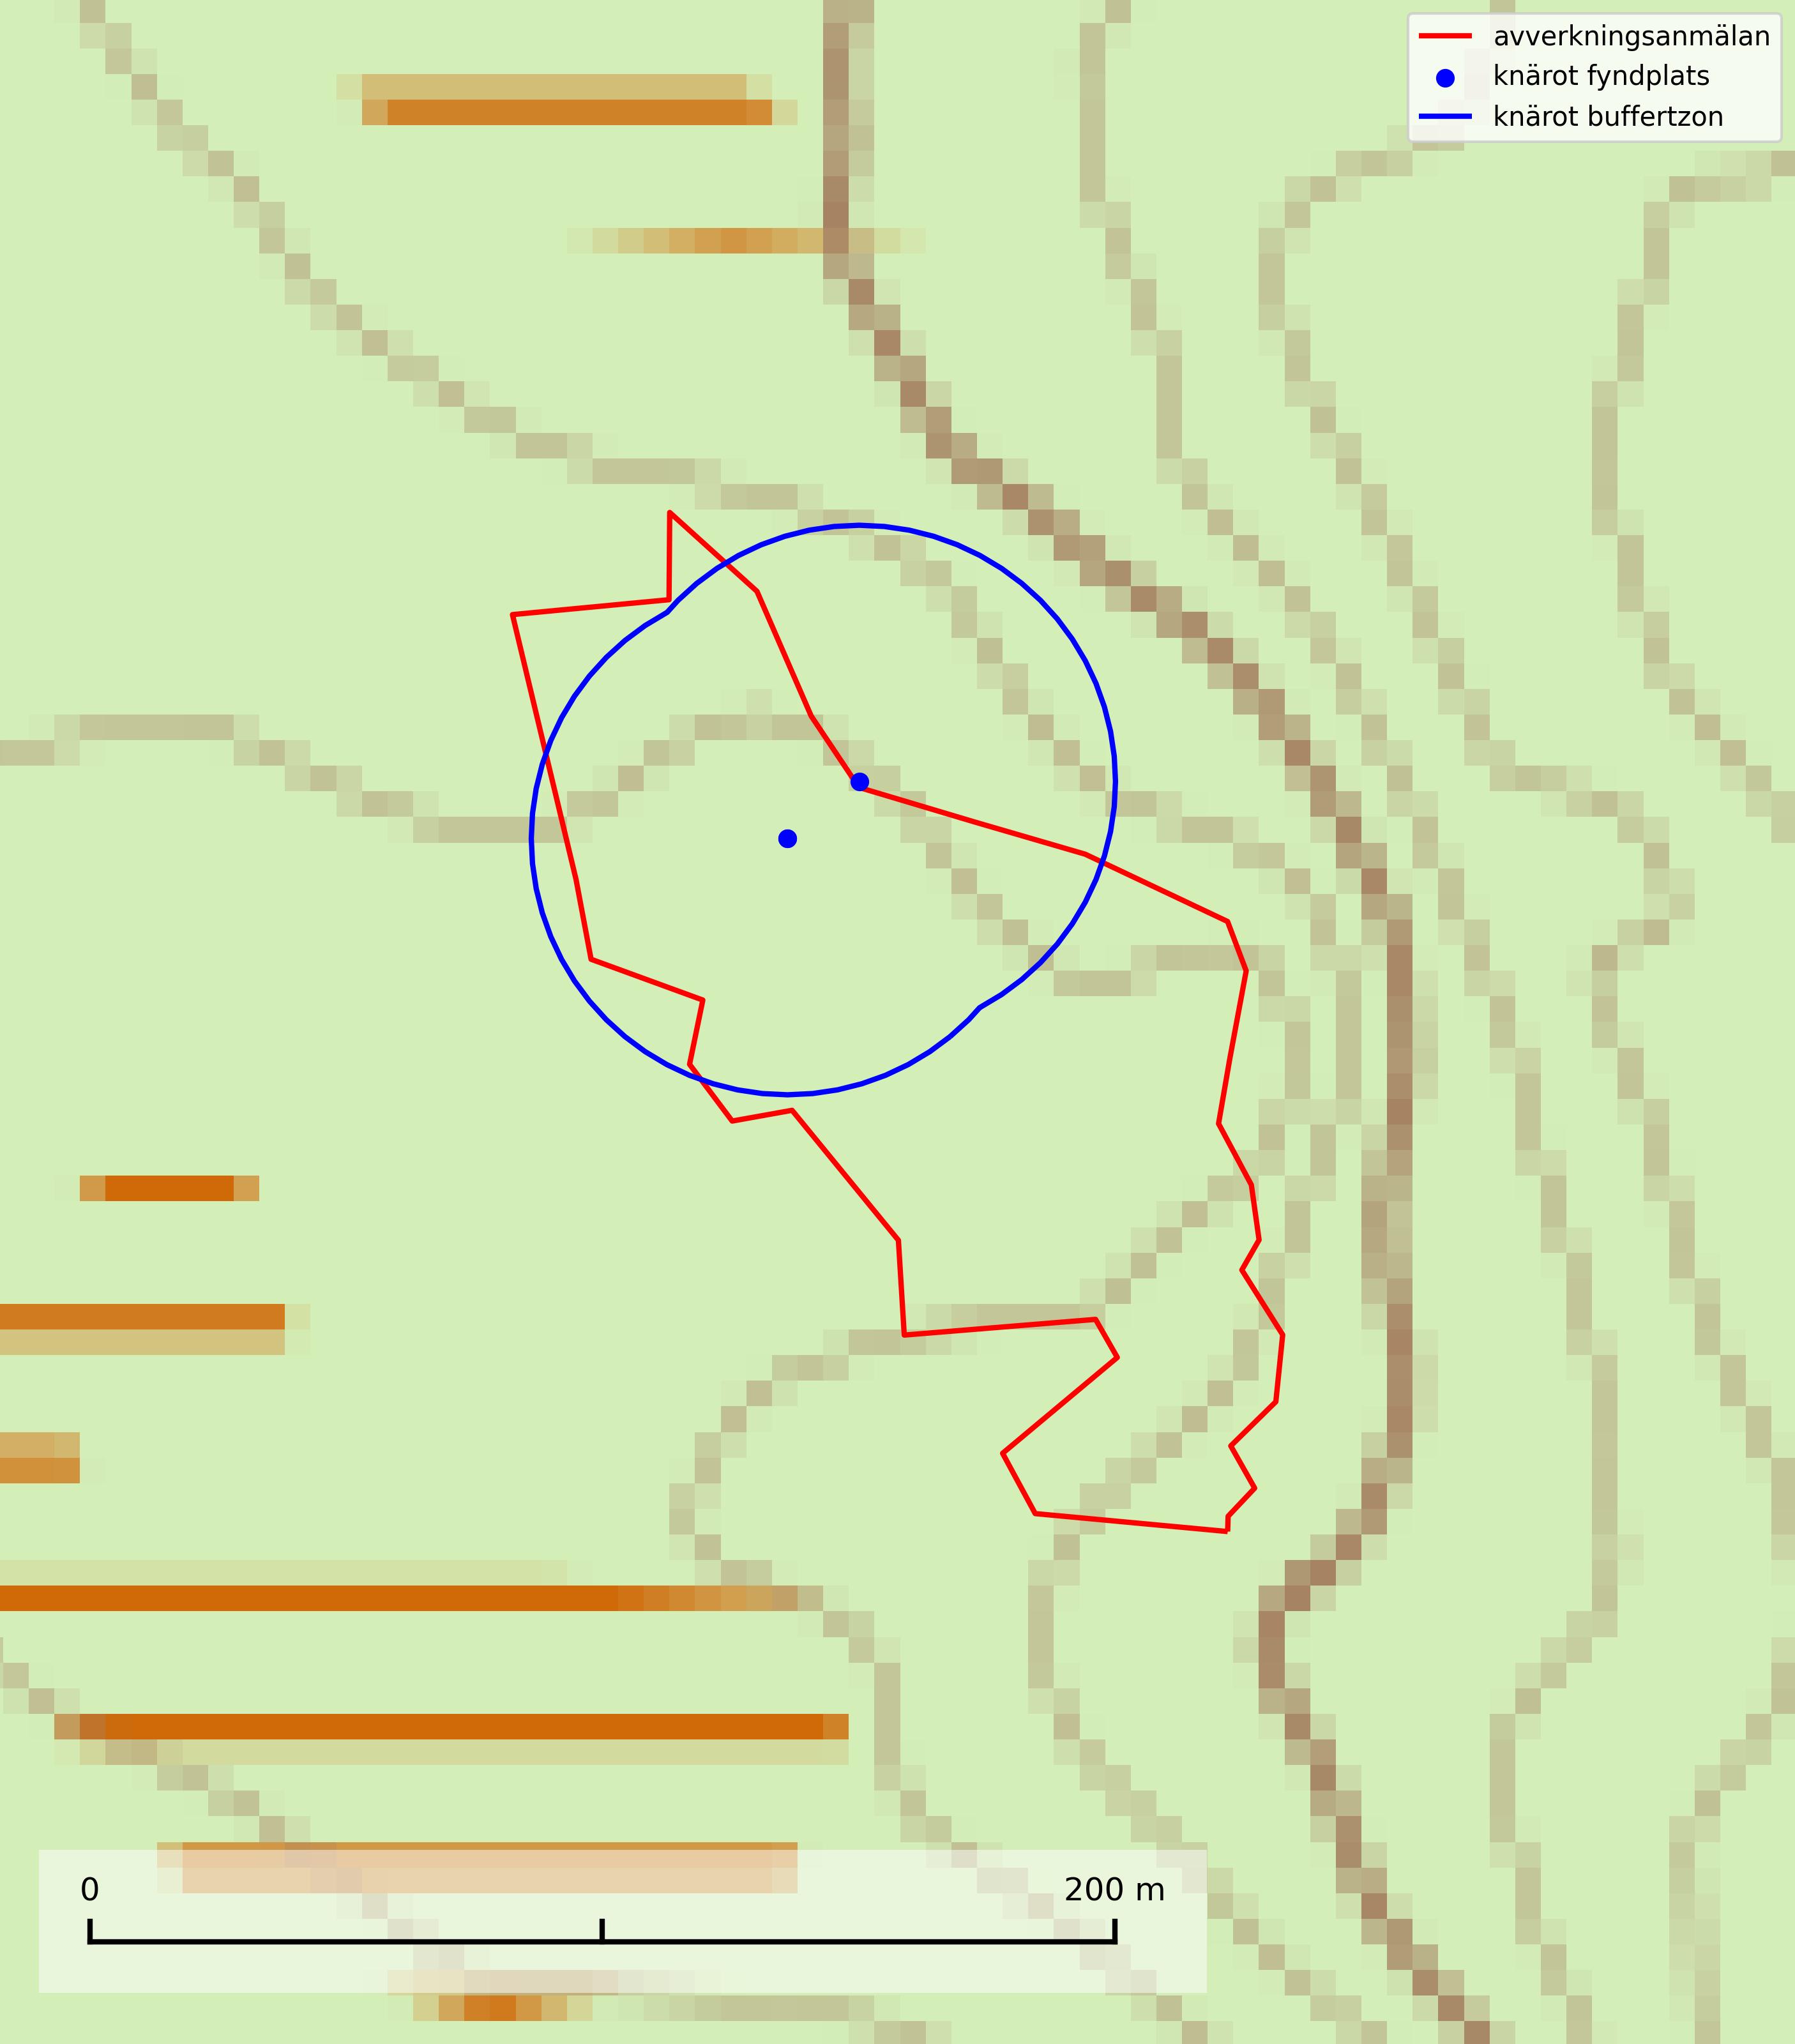 avverkningsanmälan
knärot fyndplats
knärot buffertzon
0 200 m